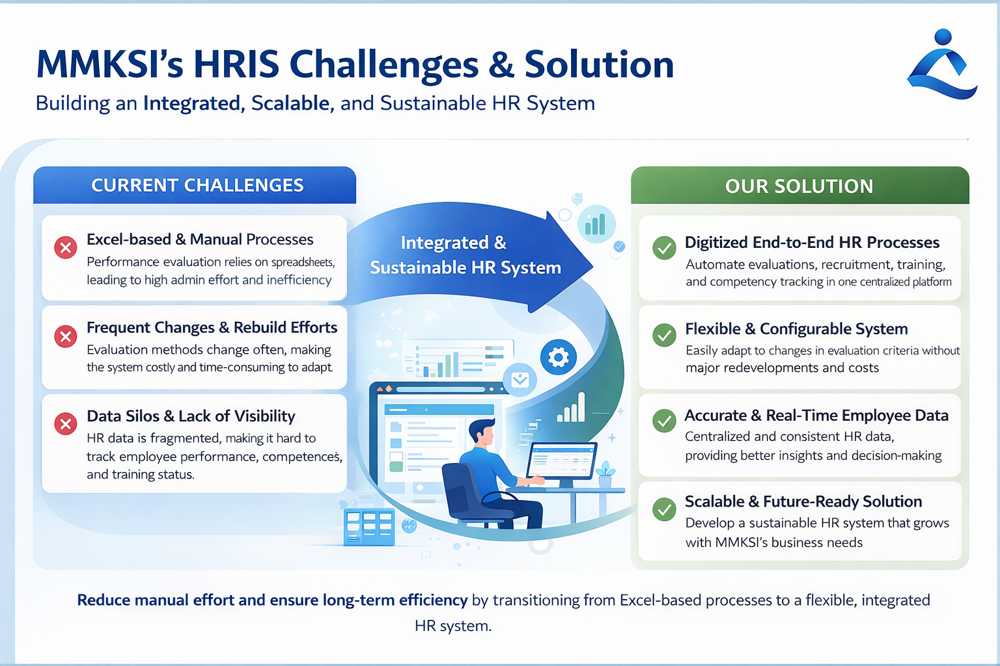 MMKSI's HRIS Challenges & Solution
Building an Integrated, Scalable, and Sustainable HR System
CURRENT CHALLENGES
Excel-based & Manual Processes
Performance evaluation relies on spreadsheets,
leading to high admin effort and inefficiency
Frequent Changes & Rebuild Efforts
Evaluation methods change often, making
the system costly and time-consuming to adapt.
Data Silos & Lack of Visibility
HR data is fragmented, making it hard to
track employee performance, competences,
and training status.
Integrated &
Sustainable HR System
OUR SOLUTION
Digitized End-to-End HR Processes
Automate evaluations, recruitment, training,
and competency tracking in one centralized platform
Flexible & Configurable System
Easily adapt to changes in evaluation criteria without
major redevelopments and costs
Accurate & Real-Time Employee Data
Centralized and consistent HR data,
providing better insights and decision-making
Scalable & Future-Ready Solution
Develop a sustainable HR system that grows
with MMKSI's business needs
Reduce manual effort and ensure long-term efficiency by transitioning from Excel-based processes to a flexible, integrated
HR system.